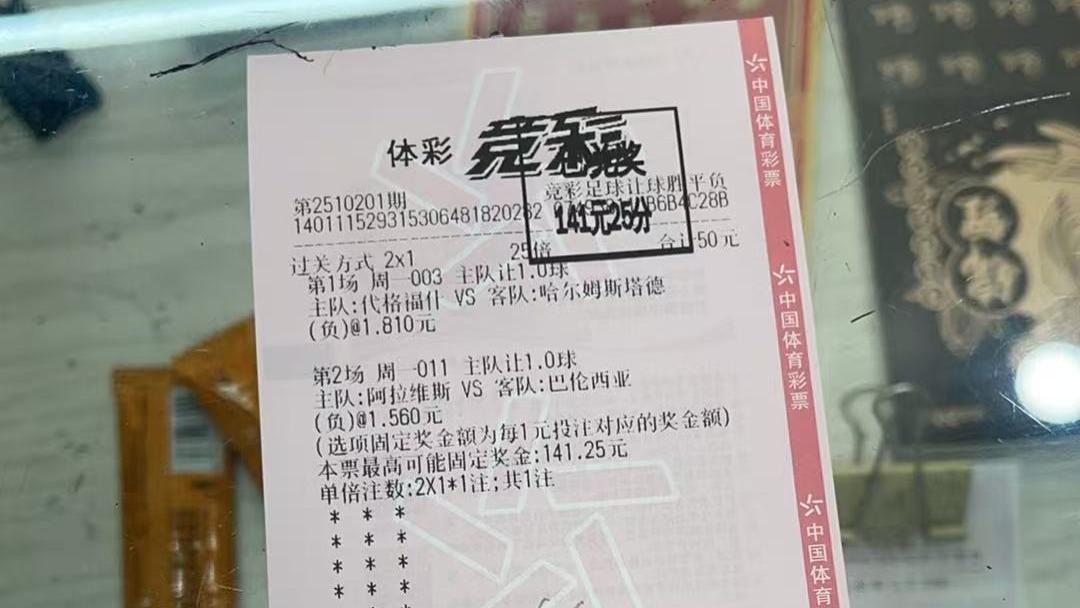 体彩 竞彩
兑奖
141元25分
第2510201期
竞彩足球让球胜平负
140111529315306481820282
B6B4C28B
过关方式 2x1
25倍
合计50元
第1场 周一003 主队让1.0球
主队:代格福什 VS 客队:哈尔姆斯塔德
(负)@1.810元
第2场 周一011 主队让1.0球
主队:阿拉维斯 VS 客队:巴伦西亚
(负)@1.560元
(选项固定奖金额为每1元投注对应的奖金额)
本票最高可能固定奖金:141.25元
单倍注数:2X1*1注;共1注
* * *
* * *
* * *
* * *
* * *
中国体育彩票
中国体育彩票
中国体育